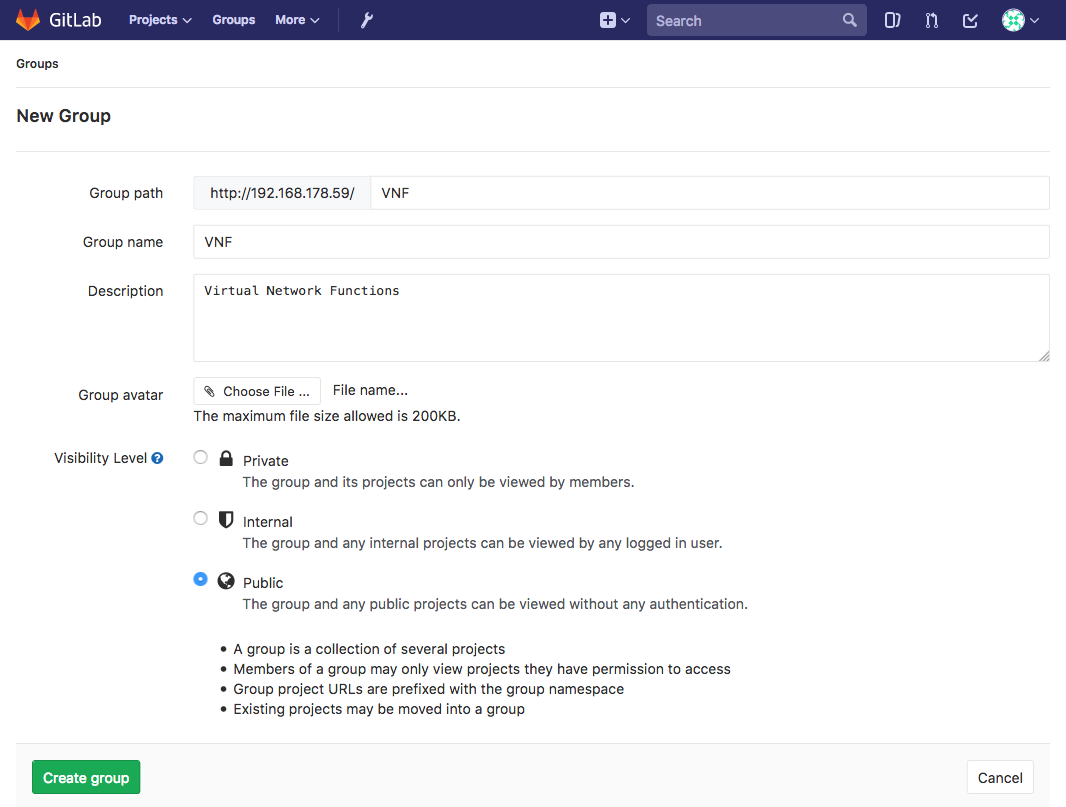 GitLab Projects Groups More Search
Groups
New Group
Group path http://192.168.178.59/ VNF
Group name VNF
Description Virtual Network Functions
Group avatar Choose File ... File name...
The maximum file size allowed is 200KB.
Visibility Level ? Private
The group and its projects can only be viewed by members.
Internal
The group and any internal projects can be viewed by any logged in user.
Public
The group and any public projects can be viewed without any authentication.
• A group is a collection of several projects
• Members of a group may only view projects they have permission to access
• Group project URLs are prefixed with the group namespace
• Existing projects may be moved into a group
Create group Cancel